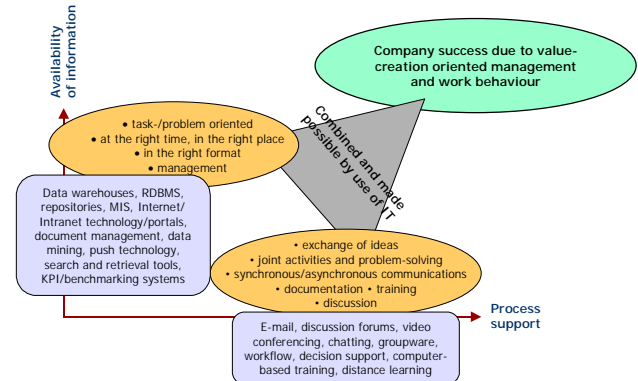 Availability
of information
Company success due to value-
creation oriented management
and work behaviour
• task-/problem oriented
• at the right time, in the right place
• in the right format
• management
Combined and made
possible by use of IT
Data warehouses, RDBMS,
repositories, MIS, Internet/
Intranet technology/portals,
document management, data
mining, push technology,
search and retrieval tools,
KPI/benchmarking systems
• exchange of ideas
• joint activities and problem-solving
• synchronous/asynchronous communications
• documentation • training
• discussion
Process
support
E-mail, discussion forums, video
conferencing, chatting, groupware,
workflow, decision support, computer-
based training, distance learning